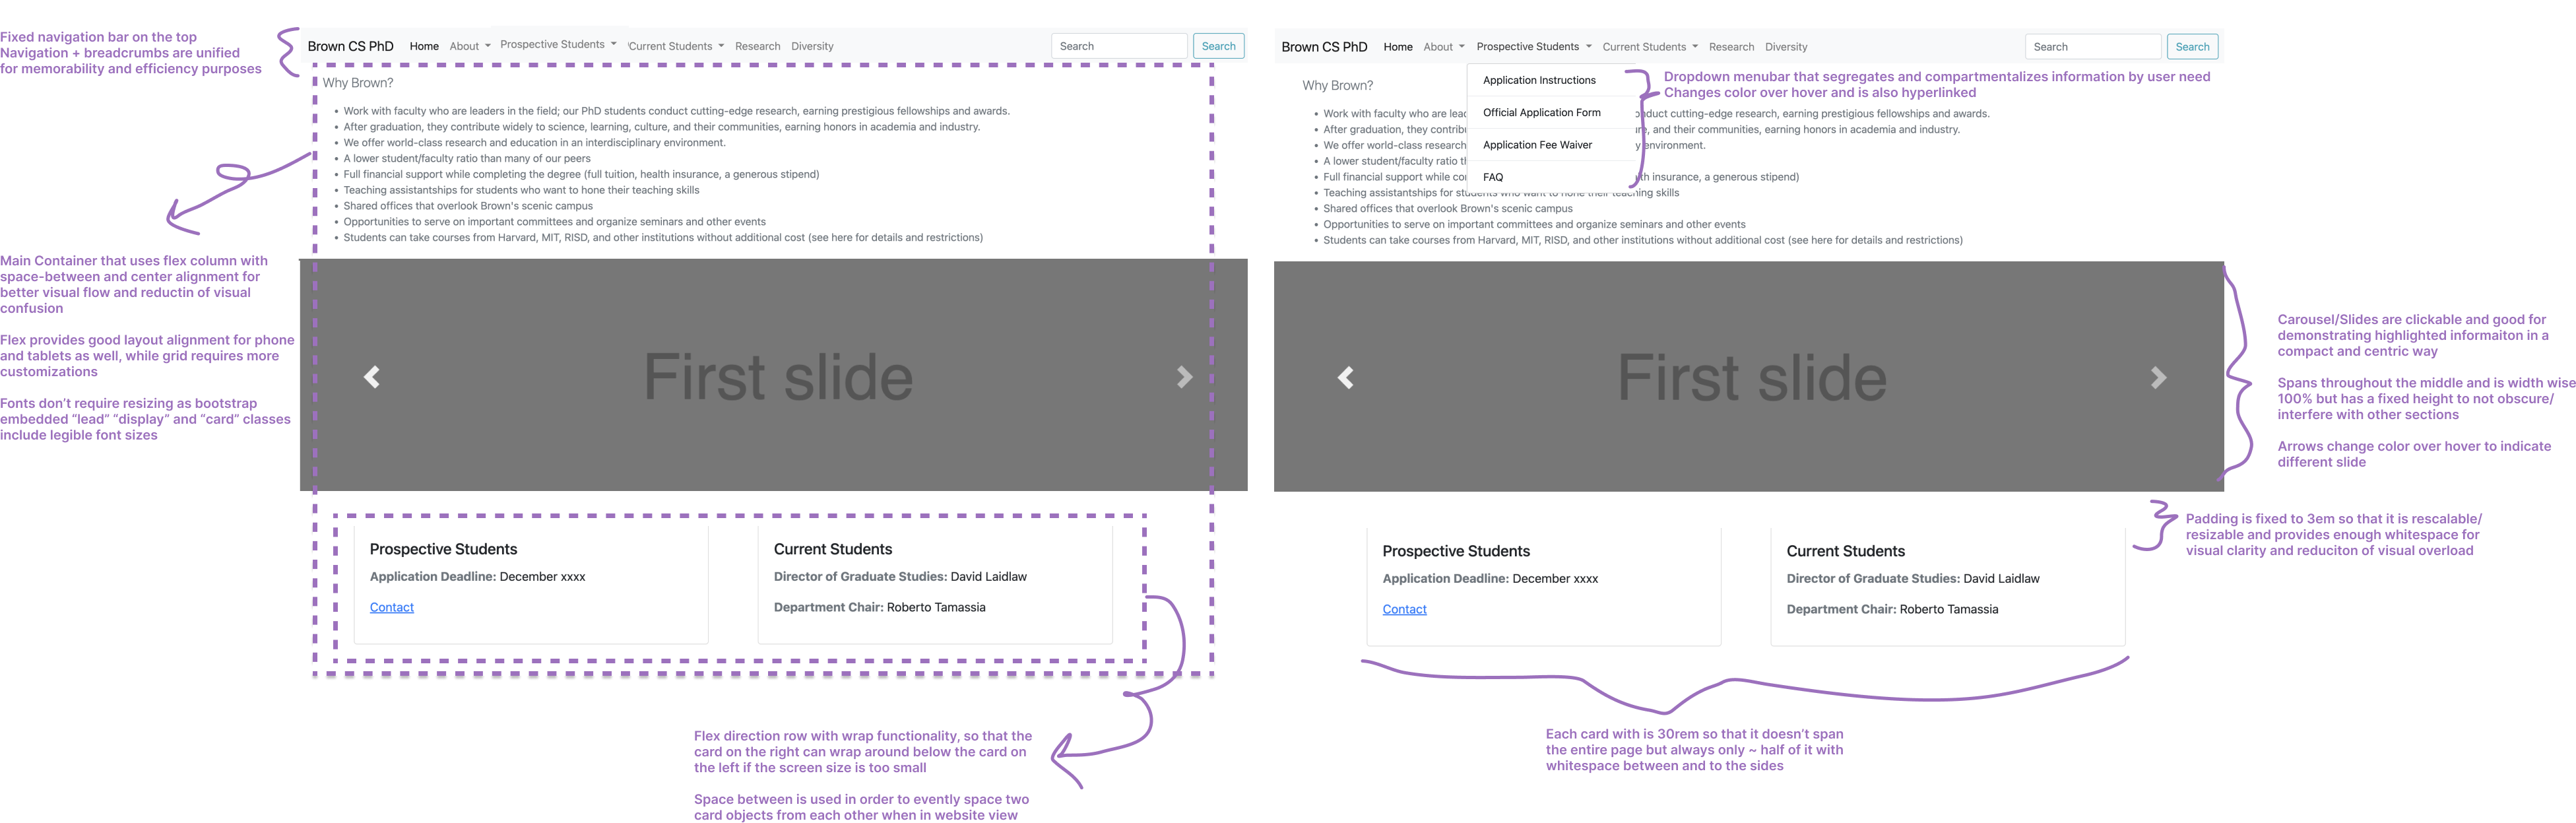 Fixed navigation bar on the top
Navigation + breadcrumbs are unified
for memorability and efficiency purposes
Main Container that uses flex column with
space-between and center alignment for
better visual flow and reductin of visual
confusion
Flex provides good layout alignment for phone
and tablets as well, while grid requires more
customizations
Fonts don't require resizing as bootstrap
embedded “lead” “display” and “card” classes
include legible font sizes
Brown CS PhD Home About Prospective Students Current Students Research Diversity Search Search
Why Brown?
• Work with faculty who are leaders in the field; our PhD students conduct cutting-edge research, earning prestigious fellowships and awards.
• After graduation, they contribute widely to science, learning, culture, and their communities, earning honors in academia and industry.
• We offer world-class research and education in an interdisciplinary environment.
• A lower student/faculty ratio than many of our peers
• Full financial support while completing the degree (full tuition, health insurance, a generous stipend)
• Teaching assistantships for students who want to hone their teaching skills
• Shared offices that overlook Brown's scenic campus
• Opportunities to serve on important committees and organize seminars and other events
• Students can take courses from Harvard, MIT, RISD, and other institutions without additional cost (see here for details and restrictions)
First slide
Prospective Students
Application Deadline: December xxxx
Contact
Current Students
Director of Graduate Studies: David Laidlaw
Department Chair: Roberto Tamassia
Flex direction row with wrap functionality, so that the
card on the right can wrap around below the card on
the left if the screen size is too small
Space between is used in order to evently space two
card objects from each other when in website view
Brown CS PhD Home About Prospective Students Current Students Research Diversity Search Search
Application Instructions
Official Application Form
Application Fee Waiver
FAQ
Dropdown menubar that segregates and compartmentalizes information by user need
Changes color over hover and is also hyperlinked
Why Brown?
• Work with faculty who are conduct cutting-edge research, earning prestigious fellowships and awards.
• After graduation, they and their communities, earning honors in academia and industry.
• We offer world-class research environment.
• A lower student/faculty ratio
• Full financial support while insurance, a generous stipend)
• Teaching assistantships for students who want to hone their teaching skills
• Shared offices that overlook Brown's scenic campus
• Opportunities to serve on important committees and organize seminars and other events
• Students can take courses from Harvard, MIT, RISD, and other institutions without additional cost (see here for details and restrictions)
First slide
Carousel/Slides are clickable and good for
demonstrating highlighted informaiton in a
compact and centric way
Spans throughout the middle and is width wise
100% but has a fixed height to not obscure/
interfere with other sections
Arrows change color over hover to indicate
different slide
Padding is fixed to 3em so that it is rescalable/
resizable and provides enough whitespace for
visual clarity and reduciton of visual overload
Prospective Students
Application Deadline: December xxxx
Contact
Current Students
Director of Graduate Studies: David Laidlaw
Department Chair: Roberto Tamassia
Each card with is 30rem so that it doesn't span
the entire page but always only ~ half of it with
whitespace between and to the sides